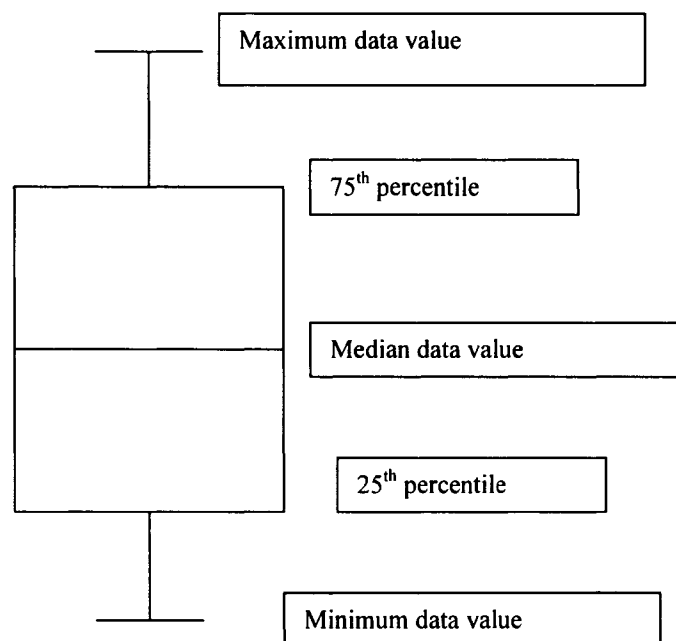 Maximum data value
75th percentile
Median data value
25th percentile
Minimum data value